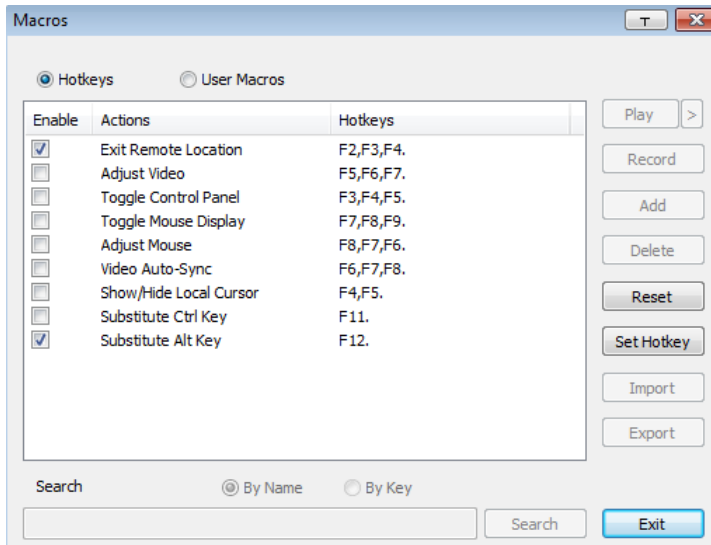 Macros
Hotkeys User Macros
Enable Actions Hotkeys
Exit Remote Location F2,F3,F4.
Adjust Video F5,F6,F7.
Toggle Control Panel F3,F4,F5.
Toggle Mouse Display F7,F8,F9.
Adjust Mouse F8,F7,F6.
Video Auto-Sync F6,F7,F8.
Show/Hide Local Cursor F4,F5.
Substitute Ctrl Key F11.
Substitute Alt Key F12.
Play >
Record
Add
Delete
Reset
Set Hotkey
Import
Export
Search By Name By Key
Search Exit